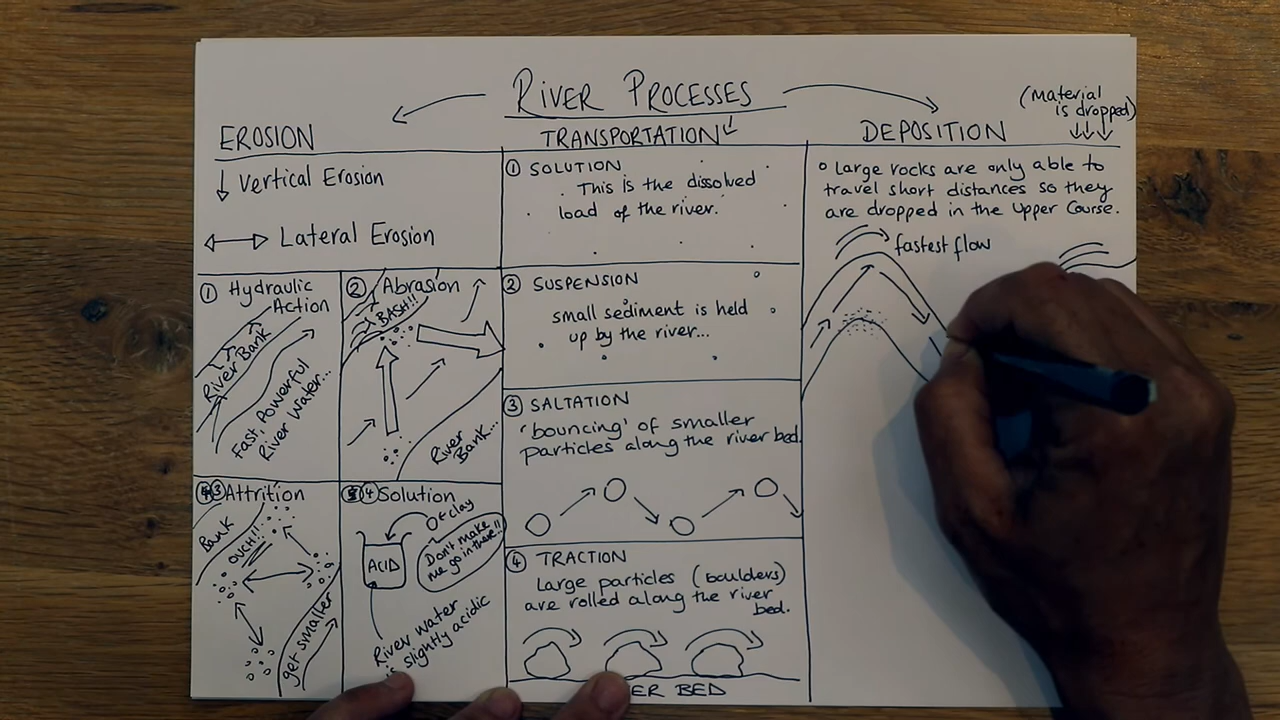 RIVER PROCESSES
(Material
is dropped)
EROSION
TRANSPORTATION
DEPOSITION
Vertical Erosion
Lateral Erosion
① Hydraulic
Action
River Bank
Fast, Powerful
River Water...
② Abrasion
BASH!!
River
Bank...
③ Attrition
Bank
OUCH!!
get smaller
④ Solution
of clay
Don't make
me go in there!!
ACID
River water
is slightly acidic
① SOLUTION
This is the dissolved
load of the river.
② SUSPENSION
small sediment is held
up by the river...
③ SALTATION
'bouncing' of smaller
particles along the river bed.
④ TRACTION
Large particles (boulders)
are rolled along the river
bed.
ER BED
Large rocks are only able to
travel short distances so they
are dropped in the Upper Course.
fastest flow